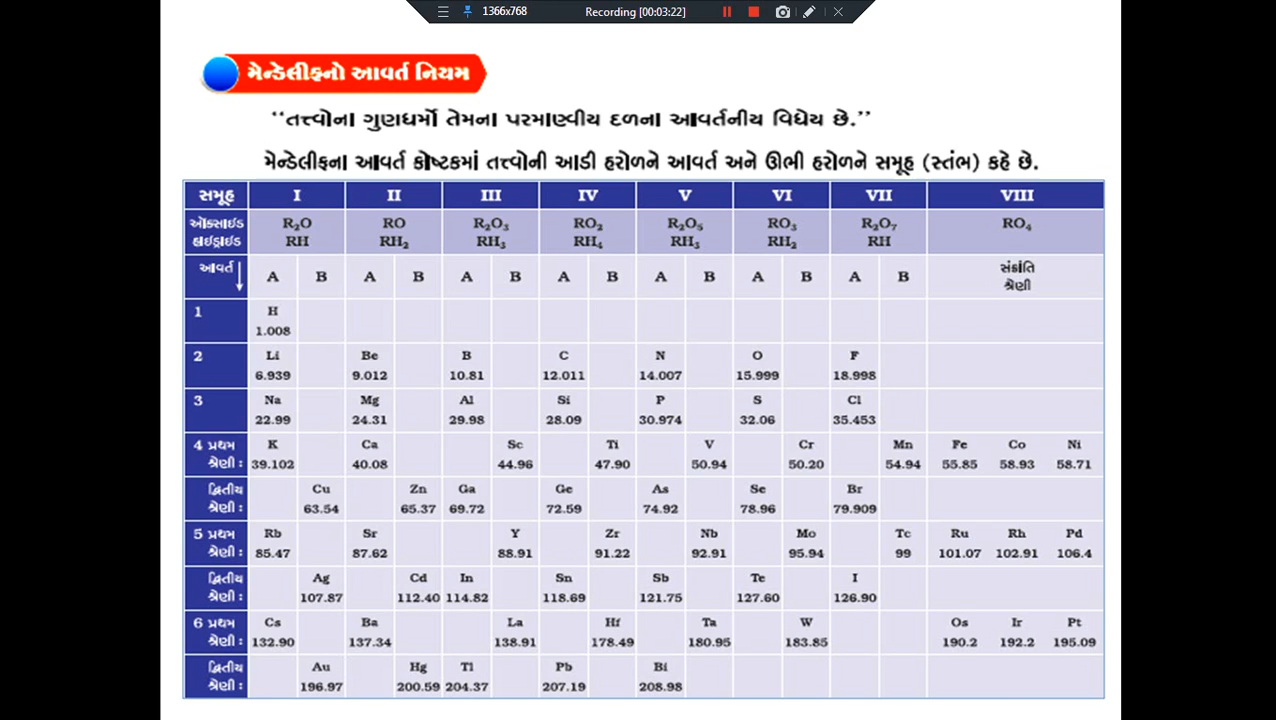 1366x768 Recording [00:03:22]
મેન્ડેલીફનો આવર્ત નિયમ
“તત્ત્વોના ગુણધર્મો તેમના પરમાણ્વીય દળના આવર્તનીય વિધેય છે.”
મેન્ડેલીફના આવર્ત કોષ્ટકમાં તત્ત્વોની આડી હરોળને આવર્ત અને ઊભી હરોળને સમૂહ (સ્તંભ) કહે છે.
સમૂહ I II III IV V VI VII VIII
ઑક્સાઇડ R₂O RO R₂O₃ RO₂ R₂O₅ RO₃ R₂O₇ RO₄
હાઇડ્રાઇડ RH RH₂ RH₃ RH₄ RH₃ RH₂ RH
આવર્ત A B A B A B A B A B A B A B સંક્રાંતિ
શ્રેણી
1 H
1.008
2 Li Be B C N O F
6.939 9.012 10.81 12.011 14.007 15.999 18.998
3 Na Mg Al Si P S Cl
22.99 24.31 29.98 28.09 30.974 32.06 35.453
4 પ્રથમ K Ca Sc Ti V Cr Mn Fe Co Ni
શ્રેણી : 39.102 40.08 44.96 47.90 50.94 50.20 54.94 55.85 58.93 58.71
દ્વિતીય Cu Zn Ga Ge As Se Br
શ્રેણી : 63.54 65.37 69.72 72.59 74.92 78.96 79.909
5 પ્રથમ Rb Sr Y Zr Nb Mo Tc Ru Rh Pd
શ્રેણી : 85.47 87.62 88.91 91.22 92.91 95.94 99 101.07 102.91 106.4
દ્વિતીય Ag Cd In Sn Sb Te I
શ્રેણી : 107.87 112.40 114.82 118.69 121.75 127.60 126.90
6 પ્રથમ Cs Ba La Hf Ta W Os Ir Pt
શ્રેણી : 132.90 137.34 138.91 178.49 180.95 183.85 190.2 192.2 195.09
દ્વિતીય Au Hg Tl Pb Bi
શ્રેણી : 196.97 200.59 204.37 207.19 208.98